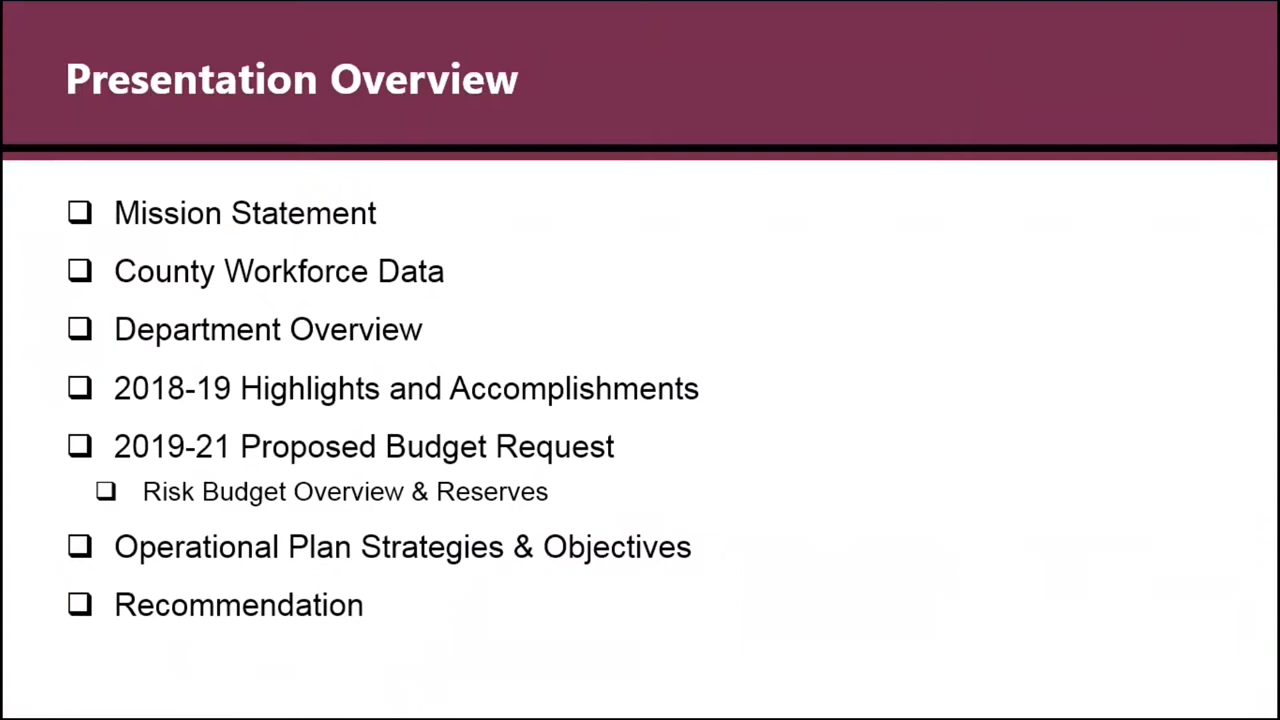 Presentation Overview
Mission Statement
County Workforce Data
Department Overview
2018-19 Highlights and Accomplishments
2019-21 Proposed Budget Request
Risk Budget Overview & Reserves
Operational Plan Strategies & Objectives
Recommendation